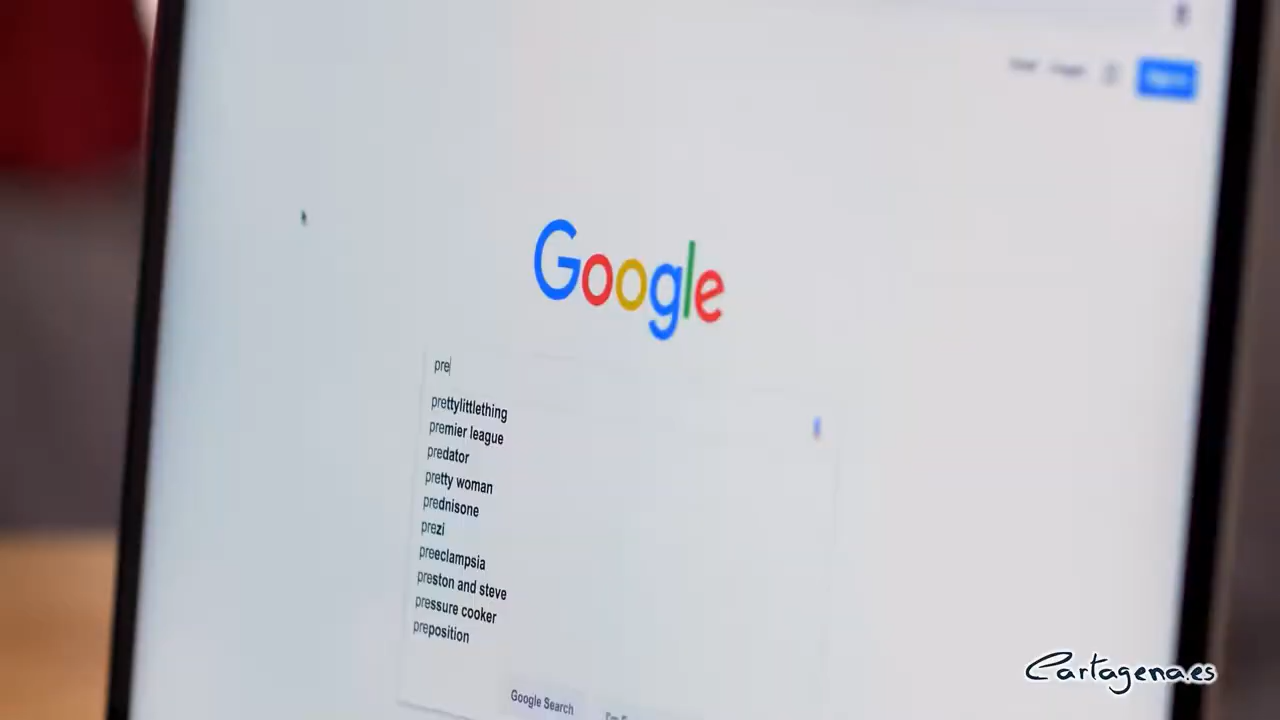 Google
pre
prettylittlething
premier league
predator
pretty woman
prednisone
prezi
preeclampsia
preston and steve
pressure cooker
preposition
Google Search
Cartagena.es